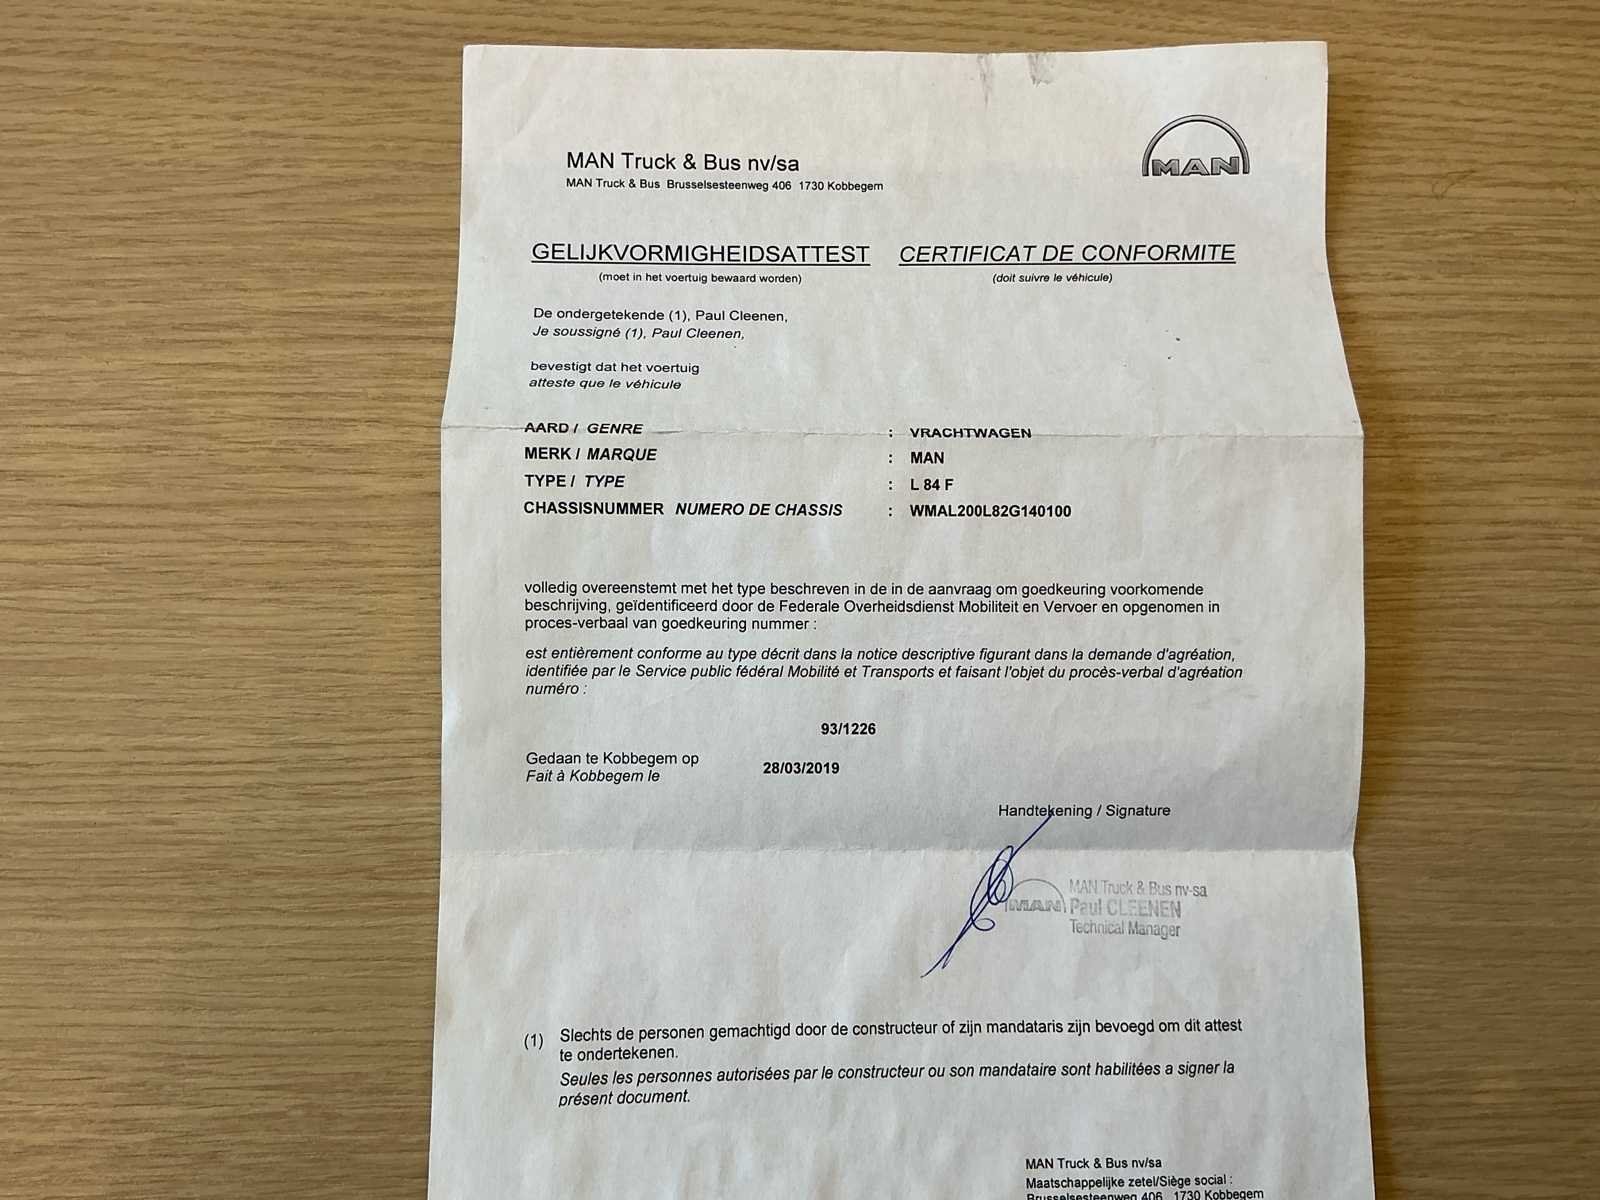 MAN Truck & Bus nv/sa
MAN Truck & Bus Brusselsesteenweg 406 1730 Kobbegem
MAN
GELIJKVORMIGHEIDSATTEST CERTIFICAT DE CONFORMITE
(moet in het voertuig bewaard worden) (doit suivre le véhicule)
De ondergetekende (1), Paul Cleenen,
Je soussigné (1), Paul Cleenen,
bevestigt dat het voertuig
atteste que le véhicule
AARD / GENRE : VRACHTWAGEN
MERK / MARQUE : MAN
TYPE / TYPE : L 84 F
CHASSISNUMMER NUMERO DE CHASSIS : WMAL200L82G140100
volledig overeenstemt met het type beschreven in de in de aanvraag om goedkeuring voorkomende
beschrijving, geïdentificeerd door de Federale Overheidsdienst Mobiliteit en Vervoer en opgenomen in
proces-verbaal van goedkeuring nummer :
est entièrement conforme au type décrit dans la notice descriptive figurant dans la demande d'agréation,
identifiée par le Service public fédéral Mobilité et Transports et faisant l'objet du procès-verbal d'agréation
numéro :
93/1226
Gedaan te Kobbegem op
Fait à Kobbegem le
28/03/2019
Handtekening / Signature
MAN Truck & Bus nv-sa
MAN Paul CLEENEN
Technical Manager
(1) Slechts de personen gemachtigd door de constructeur of zijn mandataris zijn bevoegd om dit attest
te ondertekenen.
Seules les personnes autorisées par le constructeur ou son mandataire sont habilitées a signer la
présent document.
MAN Truck & Bus nv/sa
Maatschappelijke zetel/Siège social :
Brusselsesteenweg 406 1730 Kobbegem